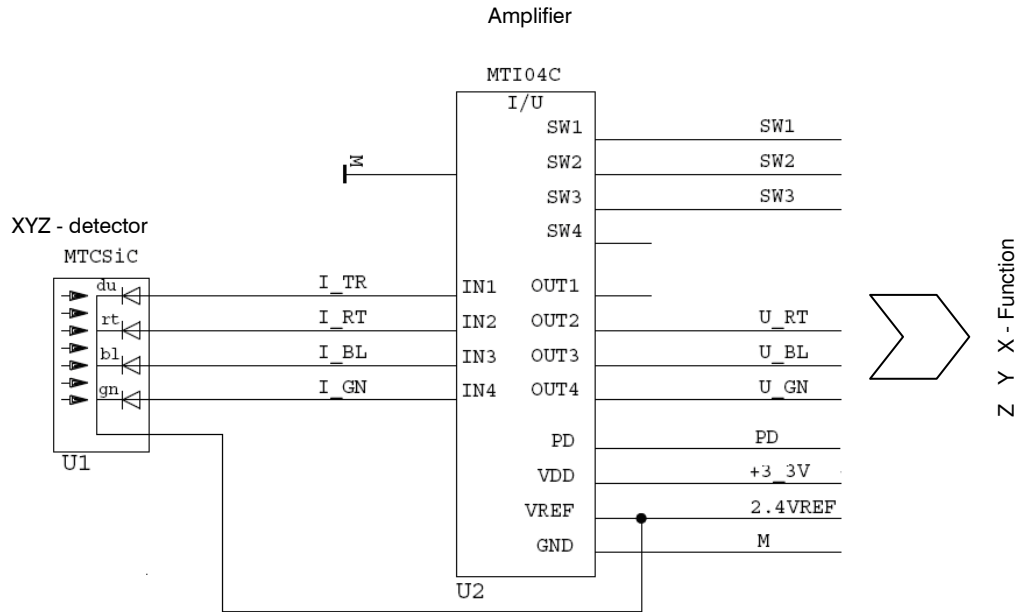 Amplifier
MTI04C
I/U
SW1 SW1
SW2 SW2
M
SW3 SW3
SW4
XYZ - detector
MTCSiC
du I_TR IN1 OUT1
rt I_RT IN2 OUT2 U_RT
bl I_BL IN3 OUT3 U_BL
gn I_GN IN4 OUT4 U_GN
Z Y X - Function
PD PD
U1
VDD +3_3V
VREF 2.4VREF
GND M
U2